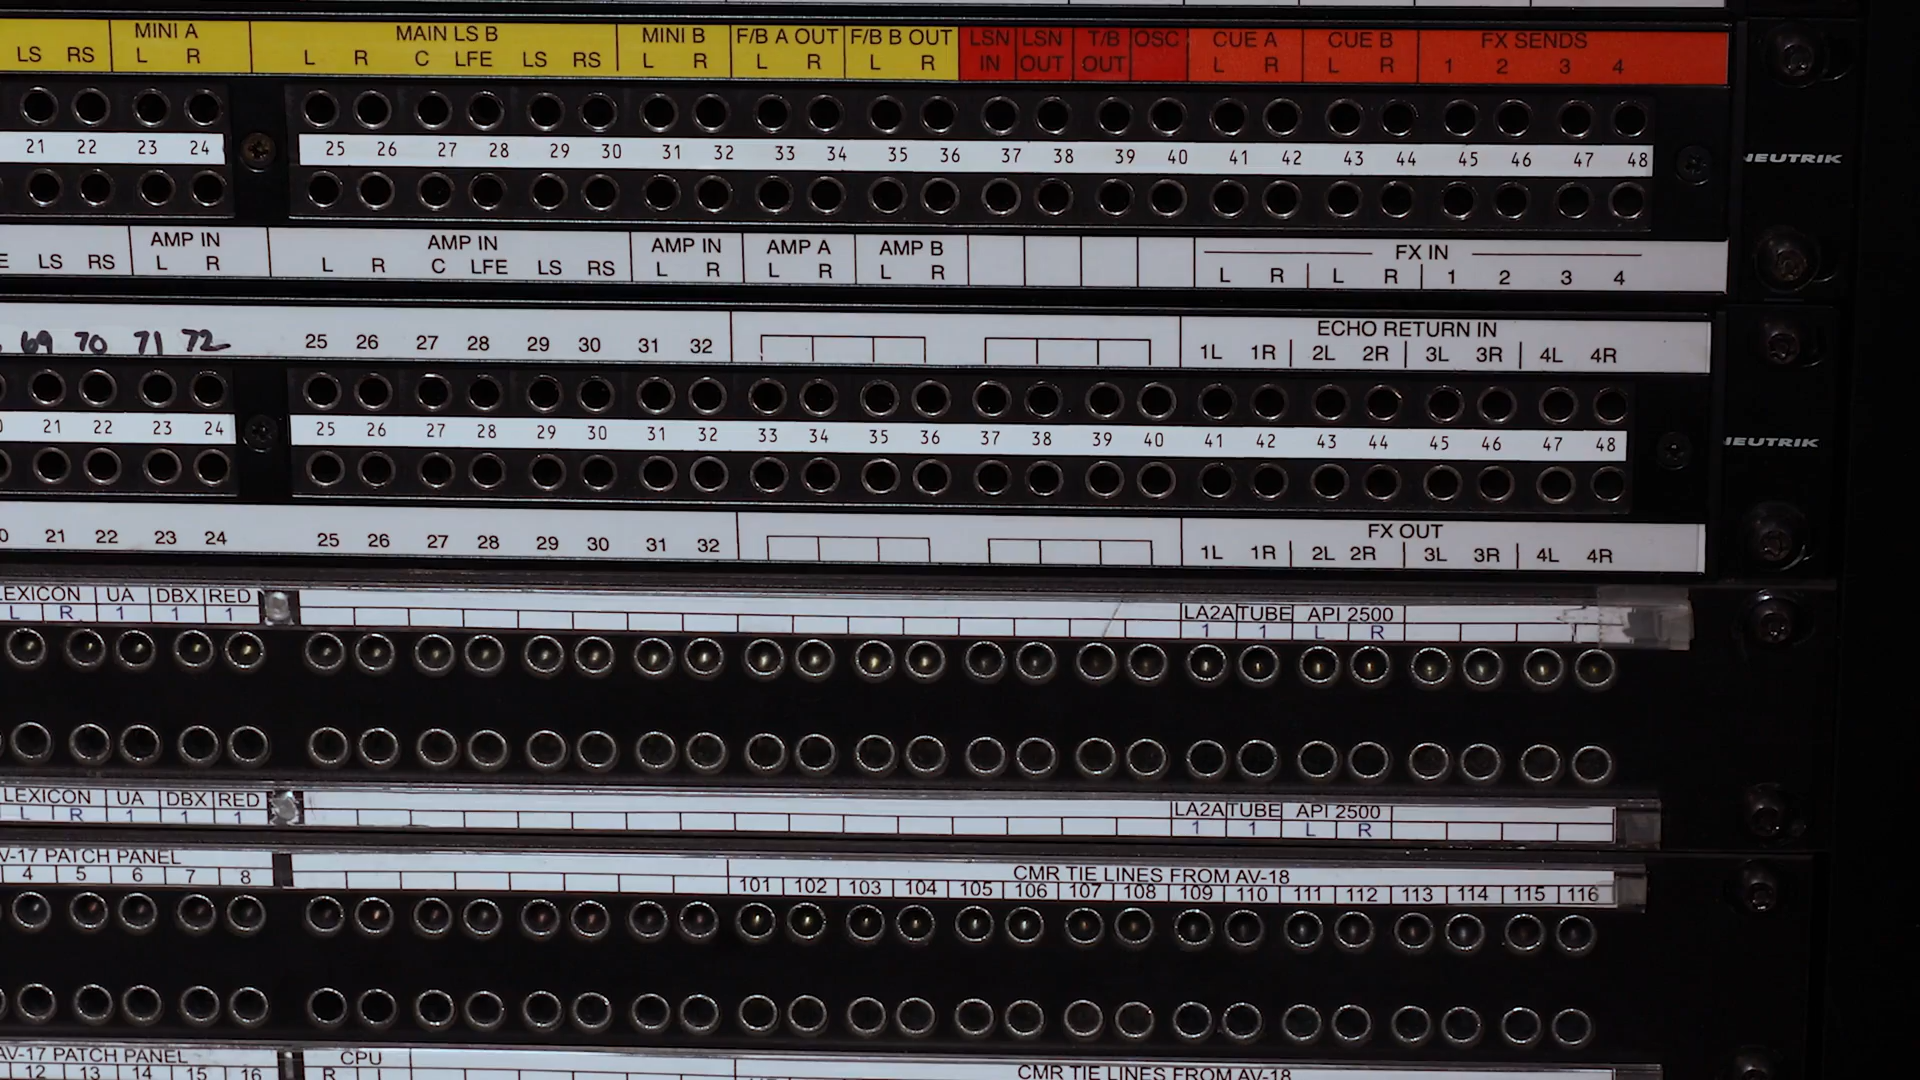 MINI A MAIN LS B MINI B F/B A OUT F/B B OUT LSN IN LSN OUT T/B OUT OSC CUE A CUE B FX SENDS
LS RS L R L R C LFE LS RS L R L R L R L R L R 1 2 3 4
21 22 23 24 25 26 27 28 29 30 31 32 33 34 35 36 37 38 39 40 41 42 43 44 45 46 47 48
NEUTRIK
AMP IN AMP IN AMP IN AMP A AMP B FX IN
E LS RS L R L R C LFE LS RS L R L R L R L R L R 1 2 3 4
ECHO RETURN IN
69 70 71 72 25 26 27 28 29 30 31 32 1L 1R 2L 2R 3L 3R 4L 4R
21 22 23 24 25 26 27 28 29 30 31 32 33 34 35 36 37 38 39 40 41 42 43 44 45 46 47 48
NEUTRIK
FX OUT
0 21 22 23 24 25 26 27 28 29 30 31 32 1L 1R 2L 2R 3L 3R 4L 4R
LEXICON UA DBX RED LA2A TUBE API 2500
L R 1 1 1 1 1 L R
LEXICON UA DBX RED LA2A TUBE API 2500
L R 1 1 1 1 1 L R
V-17 PATCH PANEL CMR TIE LINES FROM AV-18
4 5 6 7 8 101 102 103 104 105 106 107 108 109 110 111 112 113 114 115 116
AV-17 PATCH PANEL CPU CMR TIE LINES FROM AV-18
12 13 14 15 16 R L